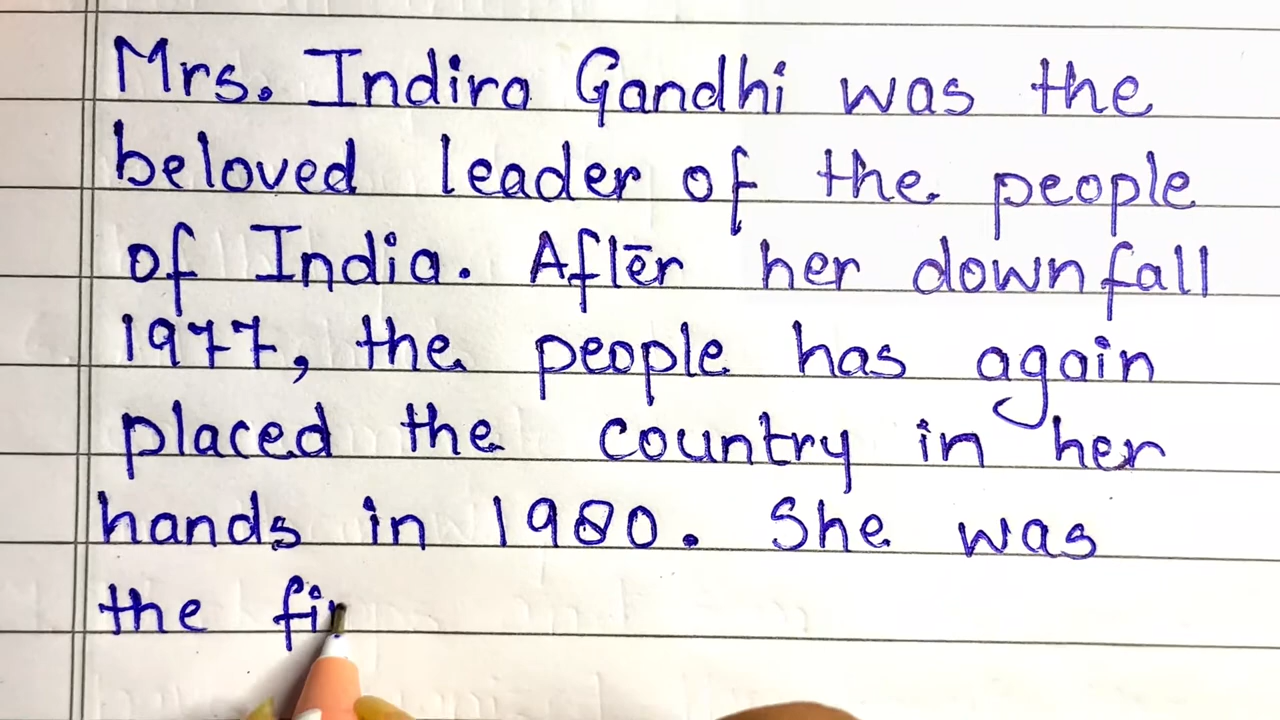 Mrs. Indira Gandhi was the
beloved leader of the people
of India. After her downfall
1977, the people has again
placed the country in her
hands in 1980. She was
the fir